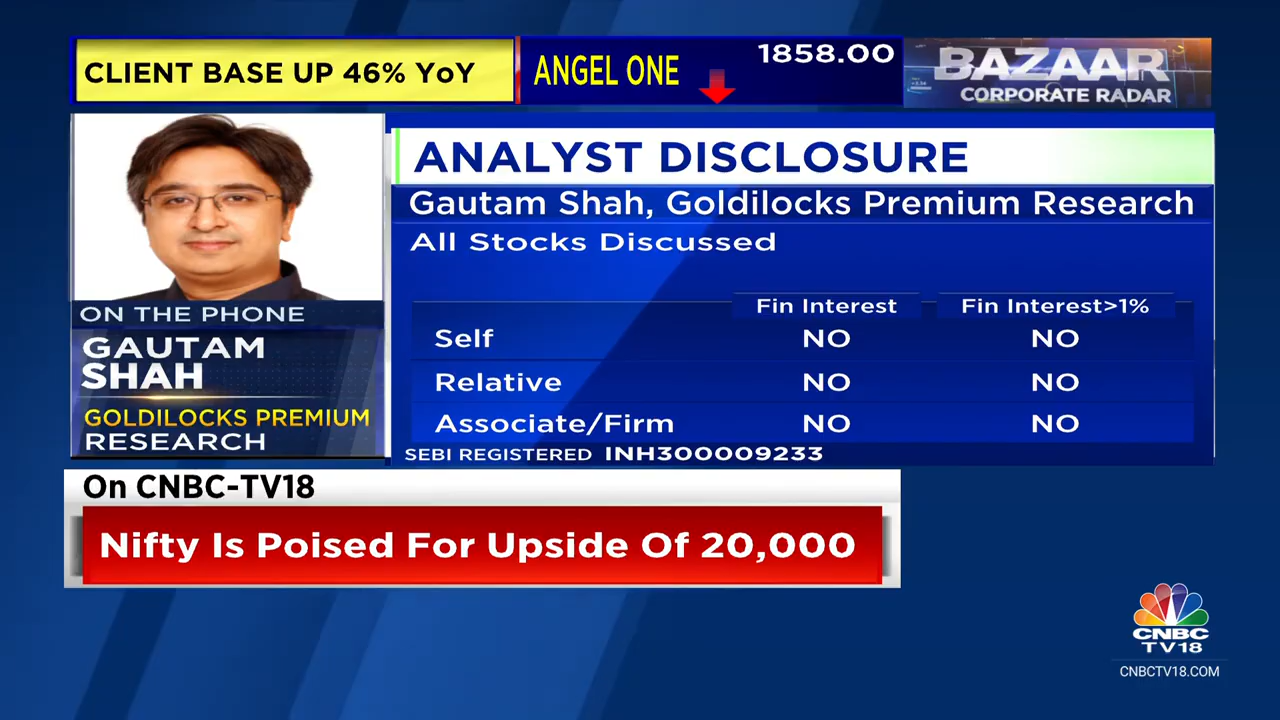 CLIENT BASE UP 46% YoY
ANGEL ONE
1858.00
BAZAAR
CORPORATE RADAR
ON THE PHONE
GAUTAM
SHAH
GOLDILOCKS PREMIUM
RESEARCH
ANALYST DISCLOSURE
Gautam Shah, Goldilocks Premium Research
All Stocks Discussed
Fin Interest Fin Interest>1%
Self NO NO
Relative NO NO
Associate/Firm NO NO
SEBI REGISTERED INH300009233
On CNBC-TV18
Nifty Is Poised For Upside Of 20,000
CNBC
TV18
CNBCTV18.COM